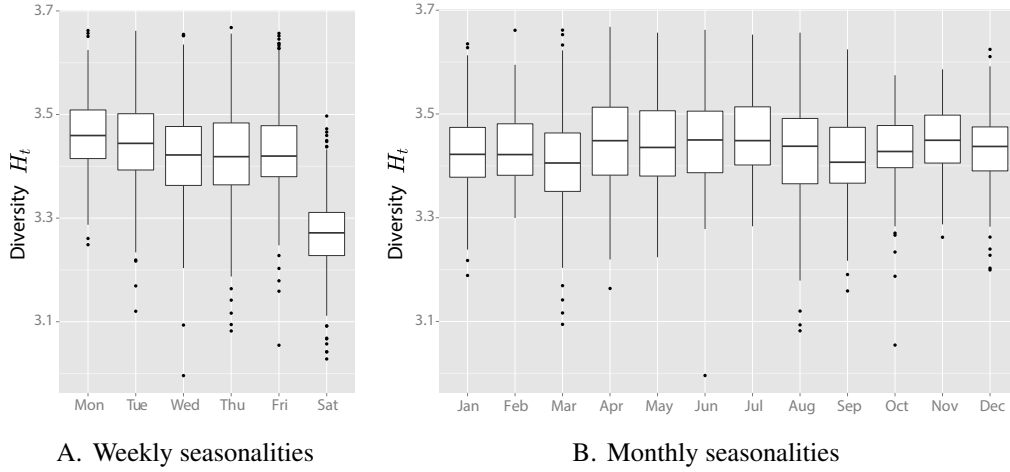 3.7
3.5
3.3
3.1
Diversity H_t
Mon Tue Wed Thu Fri Sat
A. Weekly seasonalities
3.7
3.5
3.3
3.1
Diversity H_t
Jan Feb Mar Apr May Jun Jul Aug Sep Oct Nov Dec
B. Monthly seasonalities